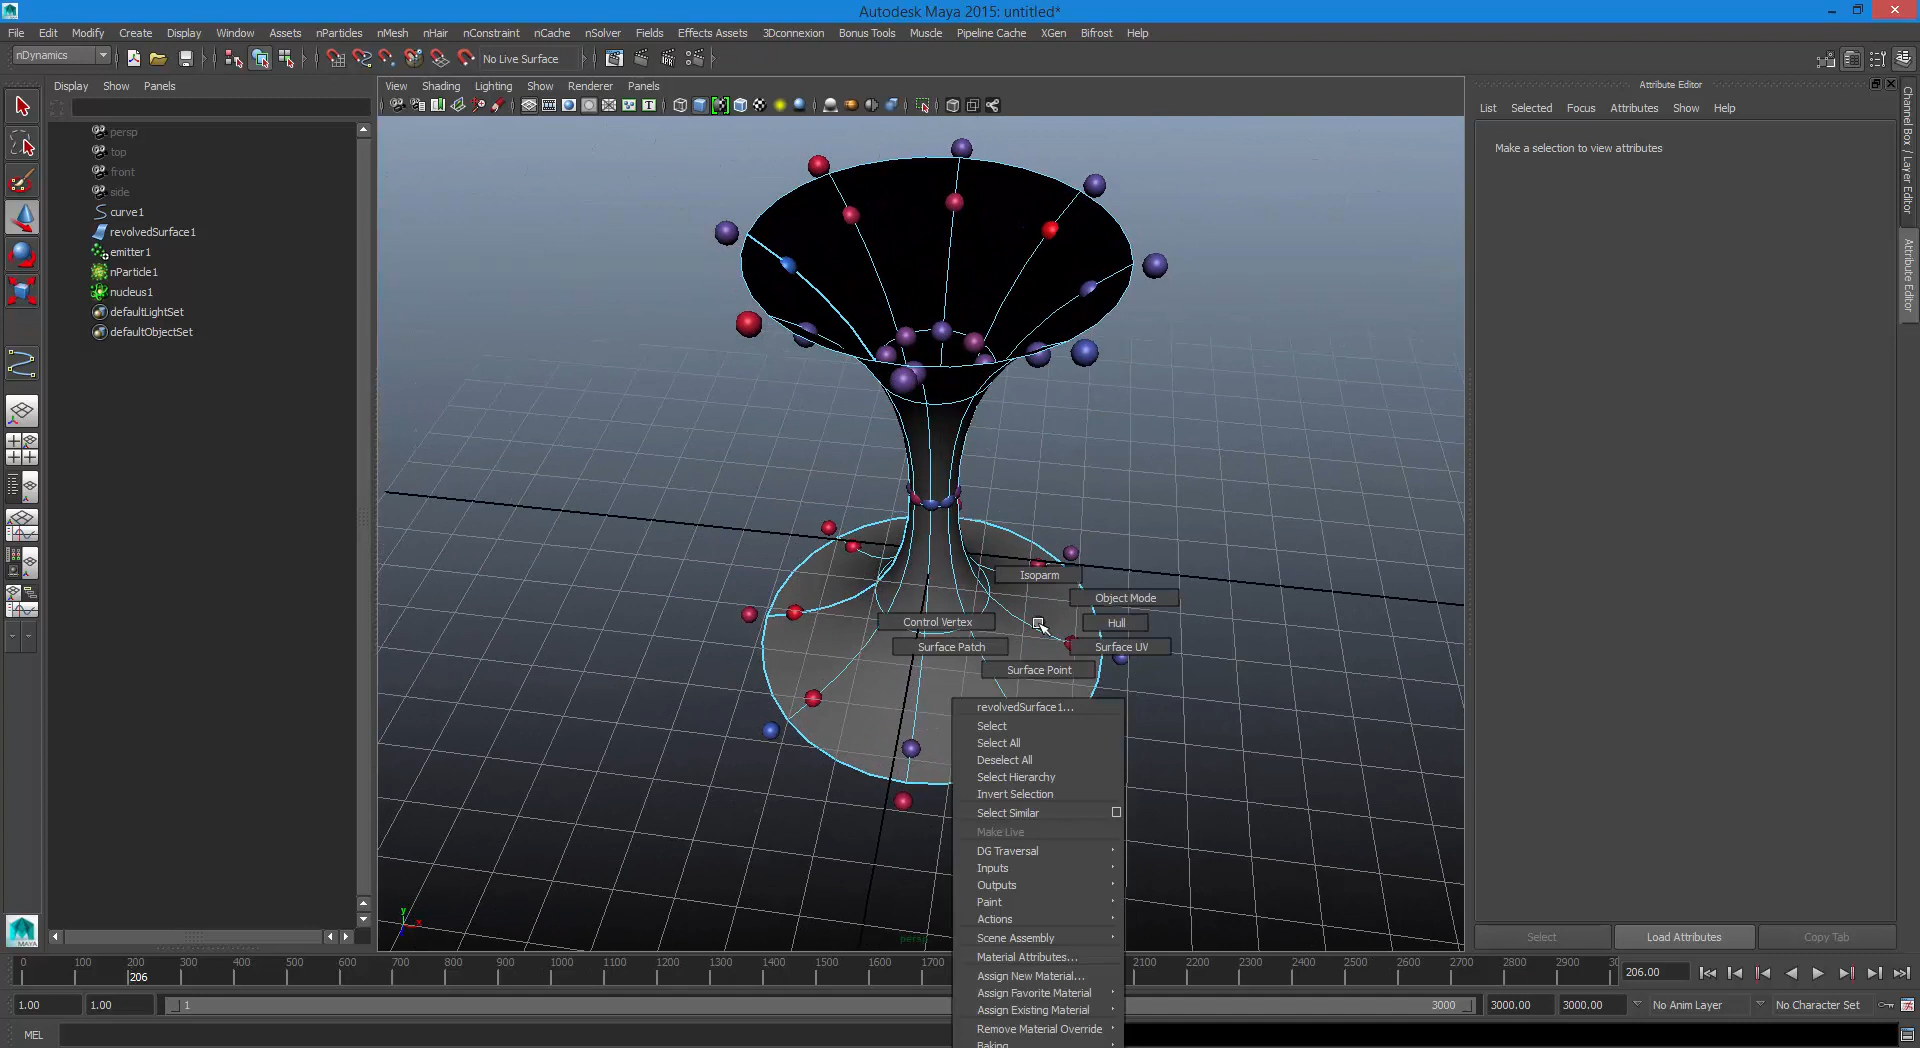 Autodesk Maya 2015: untitled*
File Edit Modify Create Display Window Assets nParticles nMesh nHair nConstraint nCache nSolver Fields Effects Assets 3Dconnexion Bonus Tools Muscle Pipeline Cache XGen Bifrost Help
nDynamics No Live Surface
Display Show Panels
View Shading Lighting Show Renderer Panels
Attribute Editor
List Selected Focus Attributes Show Help
Make a selection to view attributes
Channel Box / Layer Editor
Attribute Editor
persp
top
front
side
curve1
revolvedSurface1
emitter1
nParticle1
nucleus1
defaultLightSet
defaultObjectSet
Isoparm
Object Mode
Control Vertex
Hull
Surface Patch
Surface UV
Surface Point
revolvedSurface1...
Select
Select All
Deselect All
Select Hierarchy
Invert Selection
Select Similar
Make Live
DG Traversal
Inputs
Outputs
Paint
Actions
Scene Assembly
Material Attributes...
Assign New Material...
Assign Favorite Material
Assign Existing Material
Remove Material Override
Baking
y
x
persp
MAYA
Select Load Attributes Copy Tab
0 100 200 300 400 500 600 700 800 900 1000 1100 1200 1300 1400 1500 1600 1700 2100 2200 2300 2400 2500 2600 2700 2800 2900
206
206.00
1.00 1.00 1 3000 3000.00 3000.00 No Anim Layer No Character Set
MEL